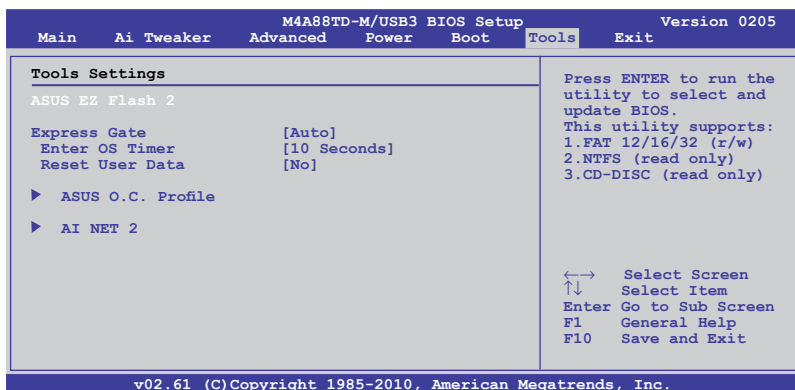 M4A88TD-M/USB3 BIOS Setup Version 0205
Main Ai Tweaker Advanced Power Boot Tools Exit
Tools Settings
ASUS EZ Flash 2
Express Gate [Auto]
Enter OS Timer [10 Seconds]
Reset User Data [No]
▶ ASUS O.C. Profile
▶ AI NET 2
Press ENTER to run the
utility to select and
update BIOS.
This utility supports:
1.FAT 12/16/32 (r/w)
2.NTFS (read only)
3.CD-DISC (read only)
←→ Select Screen
↑↓ Select Item
Enter Go to Sub Screen
F1 General Help
F10 Save and Exit
v02.61 (C)Copyright 1985-2010, American Megatrends, Inc.